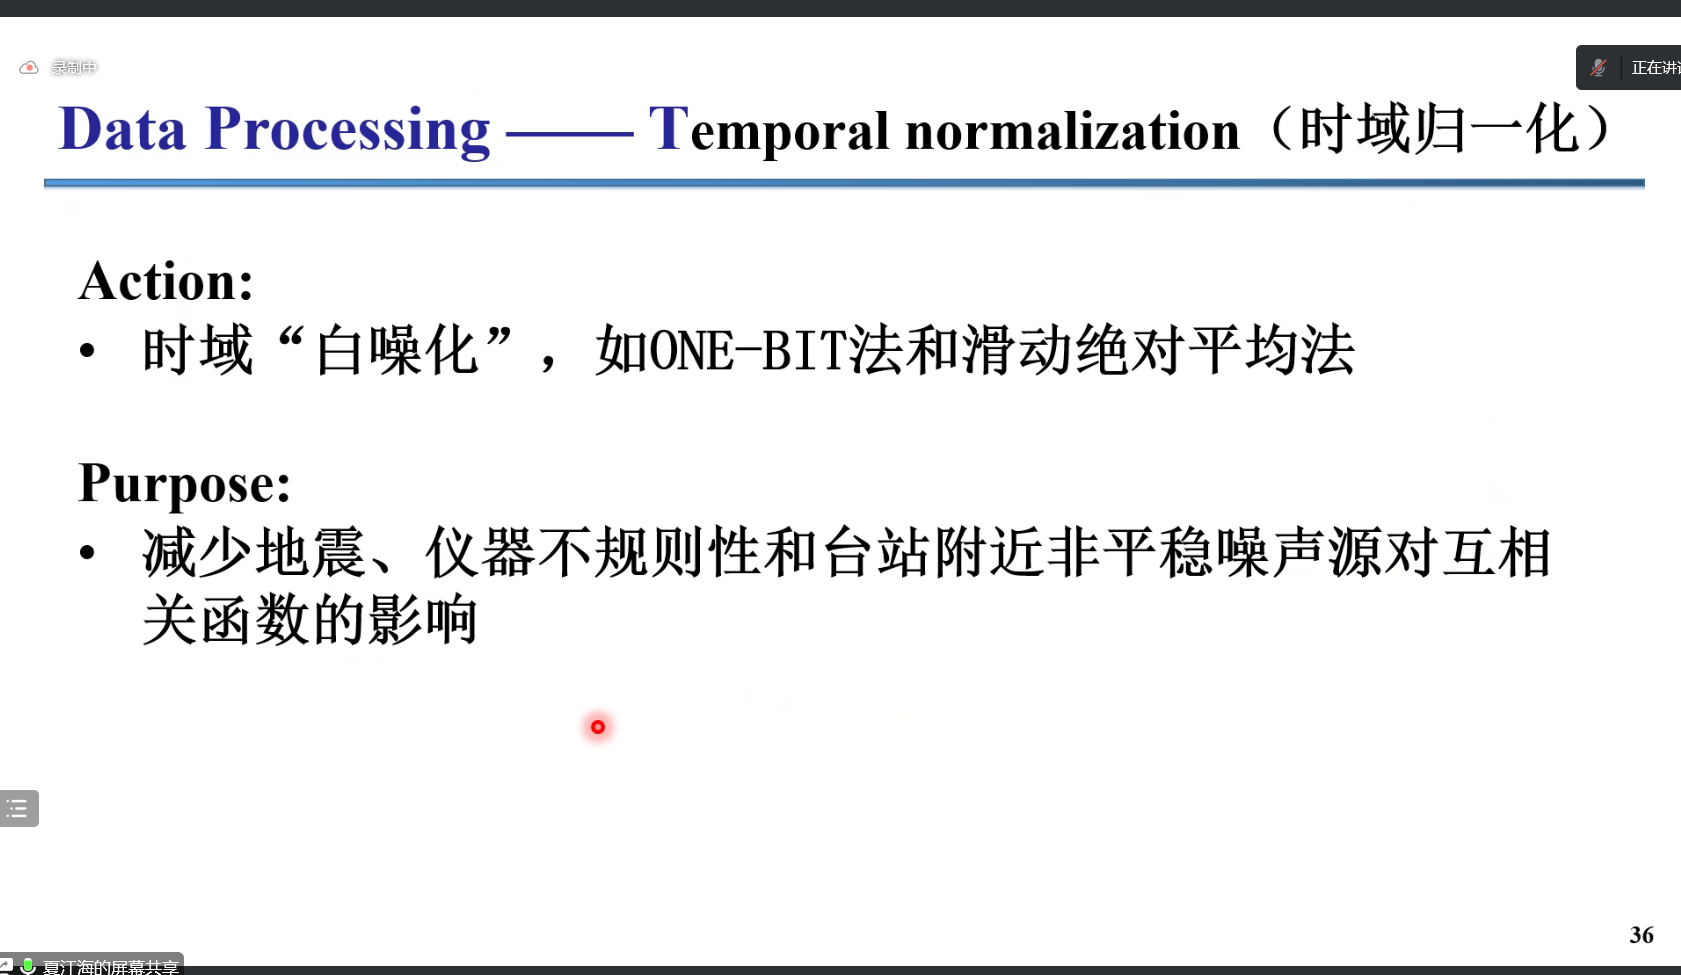 录制中
正在讲
Data Processing —— Temporal normalization（时域归一化）
Action:
• 时域“白噪化”，如ONE-BIT法和滑动绝对平均法
Purpose:
• 减少地震、仪器不规则性和台站附近非平稳噪声源对互相
关函数的影响
36
夏江海的屏幕共享